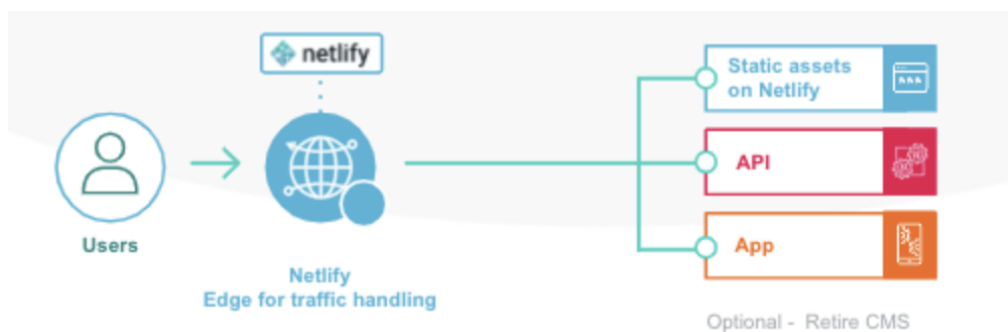 netlify
Static assets
on Netlify
API
App
Users
Netlify
Edge for traffic handling
Optional - Retire CMS